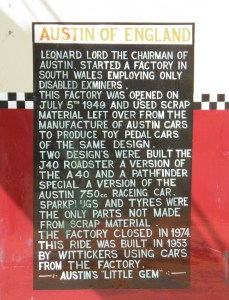 AUSTIN OF ENGLAND
LEONARD LORD THE CHAIRMAN OF
AUSTIN. STARTED A FACTORY IN
SOUTH WALES EMPLOYING ONLY
DISABLED EXMINERS.
THIS FACTORY WAS OPENED ON
JULY 5TH 1949 AND USED SCRAP
MATERIAL LEFT OVER FROM THE
MANUFACTURE OF AUSTIN CARS
TO PRODUCE TOY PEDAL CARS
OF THE SAME DESIGN.
TWO DESIGN'S WERE BUILT THE
J40 ROADSTER A VERSION OF
THE A40 AND A PATHFINDER
SPECIAL A VERSION OF THE
AUSTIN 750cc RACING CAR.
SPARKPLUGS AND TYRES WERE
THE ONLY PARTS NOT MADE
FROM SCRAP MATERIAL.
THE FACTORY CLOSED IN 1974
THIS RIDE WAS BUILT IN 1953
BY WITTICKERS USING CAR'S
FROM THE FACTORY.
AUSTIN'S "LITTLE GEM"